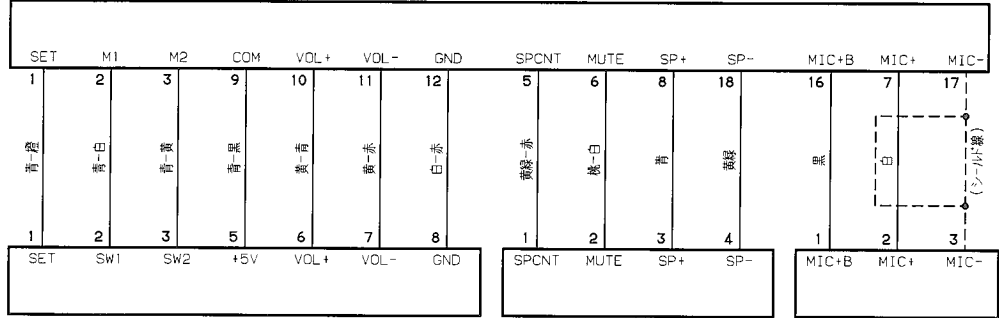 SET M1 M2 COM VOL+ VOL- GND SPCNT MUTE SP+ SP- MIC+B MIC+ MIC-
1 2 3 9 10 11 12 5 6 8 18 16 7 17
青-橙 青-白 青-黄 青-黒 黄-青 黄-赤 白-赤 黄緑-赤 桃-白 青 黄緑 黒 白 (シールド線)
1 2 3 5 6 7 8 1 2 3 4 1 2 3
SET SW1 SW2 +5V VOL+ VOL- GND SPCNT MUTE SP+ SP- MIC+B MIC+ MIC-